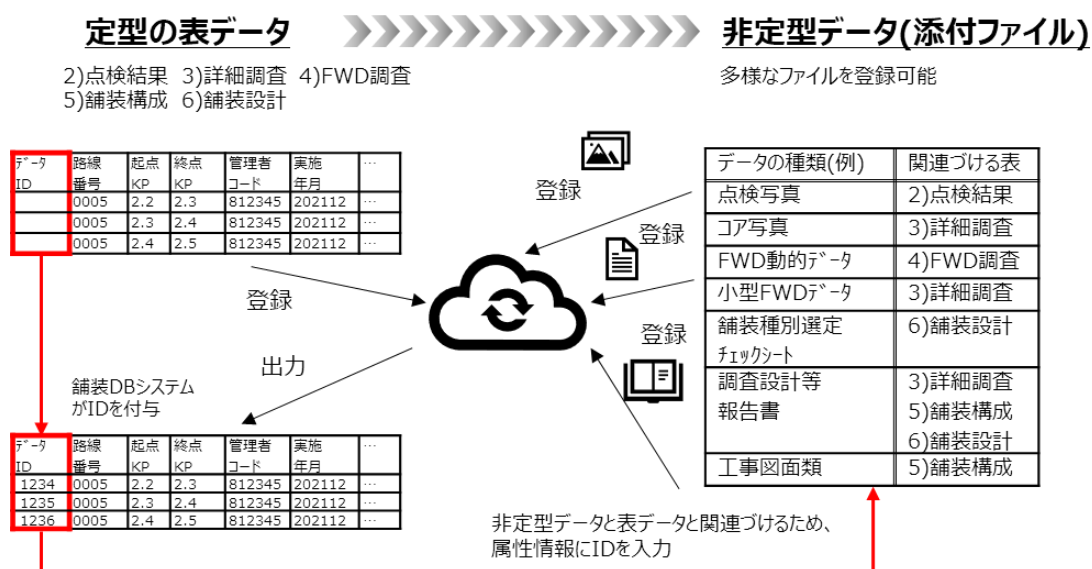 定型の表データ
非定型データ(添付ファイル)
2)点検結果 3)詳細調査 4)FWD調査
5)舗装構成 6)舗装設計
多様なファイルを登録可能
ﾃﾞｰﾀ 路線 起点 終点 管理者 実施 …
ID 番号 KP KP コード 年月
0005 2.2 2.3 812345 202112 …
0005 2.3 2.4 812345 202112 …
0005 2.4 2.5 812345 202112 …
登録
出力
舗装DBシステム
がIDを付与
ﾃﾞｰﾀ 路線 起点 終点 管理者 実施 …
ID 番号 KP KP コード 年月
1234 0005 2.2 2.3 812345 202112 …
1235 0005 2.3 2.4 812345 202112 …
1236 0005 2.4 2.5 812345 202112 …
登録
登録
登録
データの種類(例) 関連づける表
点検写真 2)点検結果
コア写真 3)詳細調査
FWD動的ﾃﾞｰﾀ 4)FWD調査
小型FWDﾃﾞｰﾀ 3)詳細調査
舗装種別選定 6)舗装設計
ﾁｪｯｸｼｰﾄ
調査設計等 3)詳細調査
報告書 5)舗装構成
6)舗装設計
工事図面類 5)舗装構成
非定型データと表データと関連づけるため、
属性情報にIDを入力